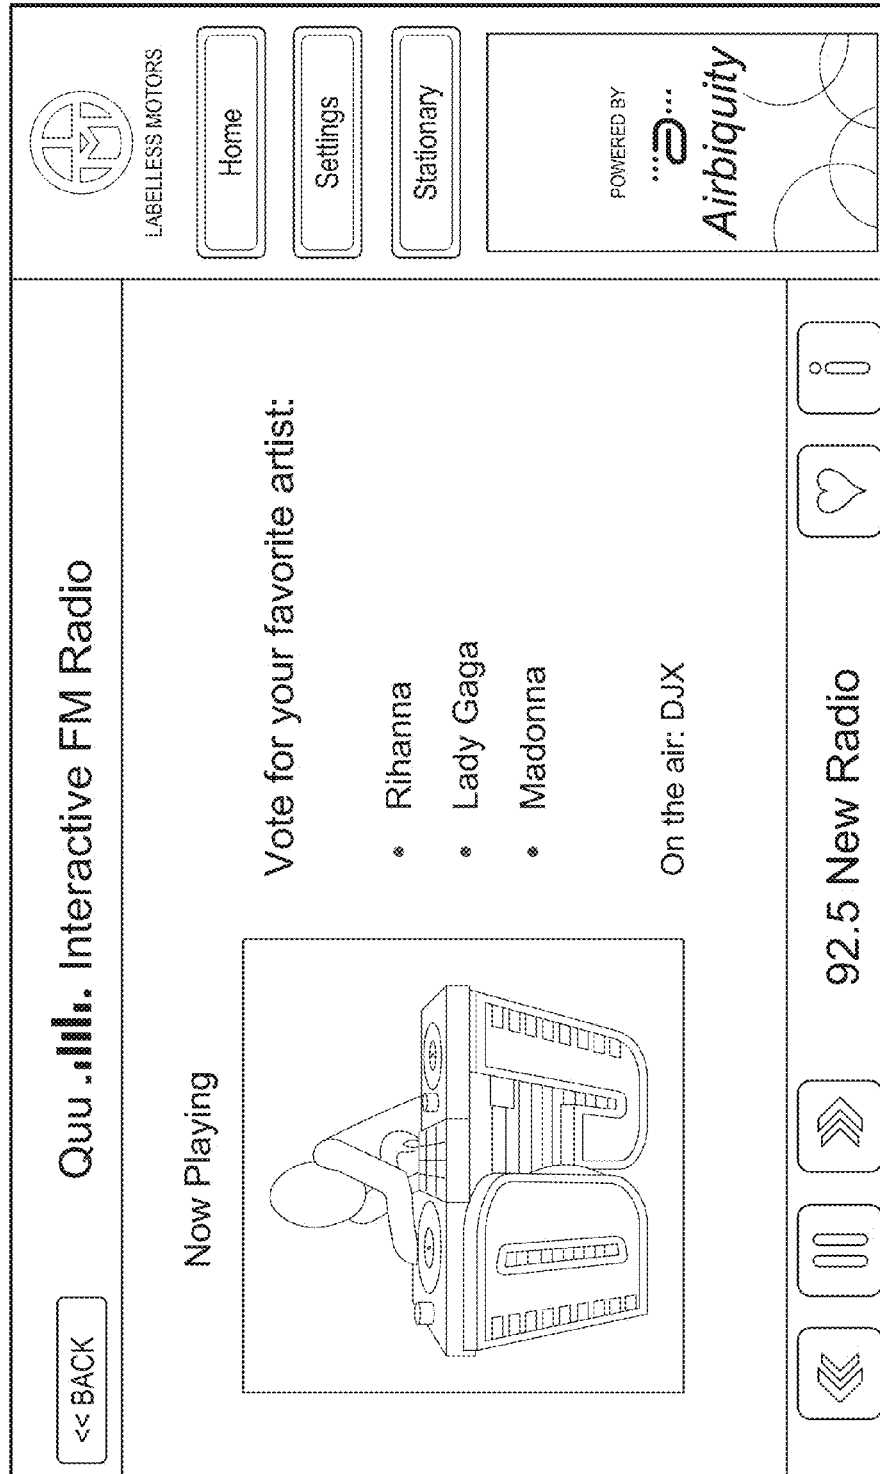 << BACK
Quu Interactive FM Radio
Now Playing
Vote for your favorite artist:
• Rihanna
• Lady Gaga
• Madonna
On the air: DJX
92.5 New Radio
LABELLESS MOTORS
Home
Settings
Stationary
POWERED BY
Airbiquity